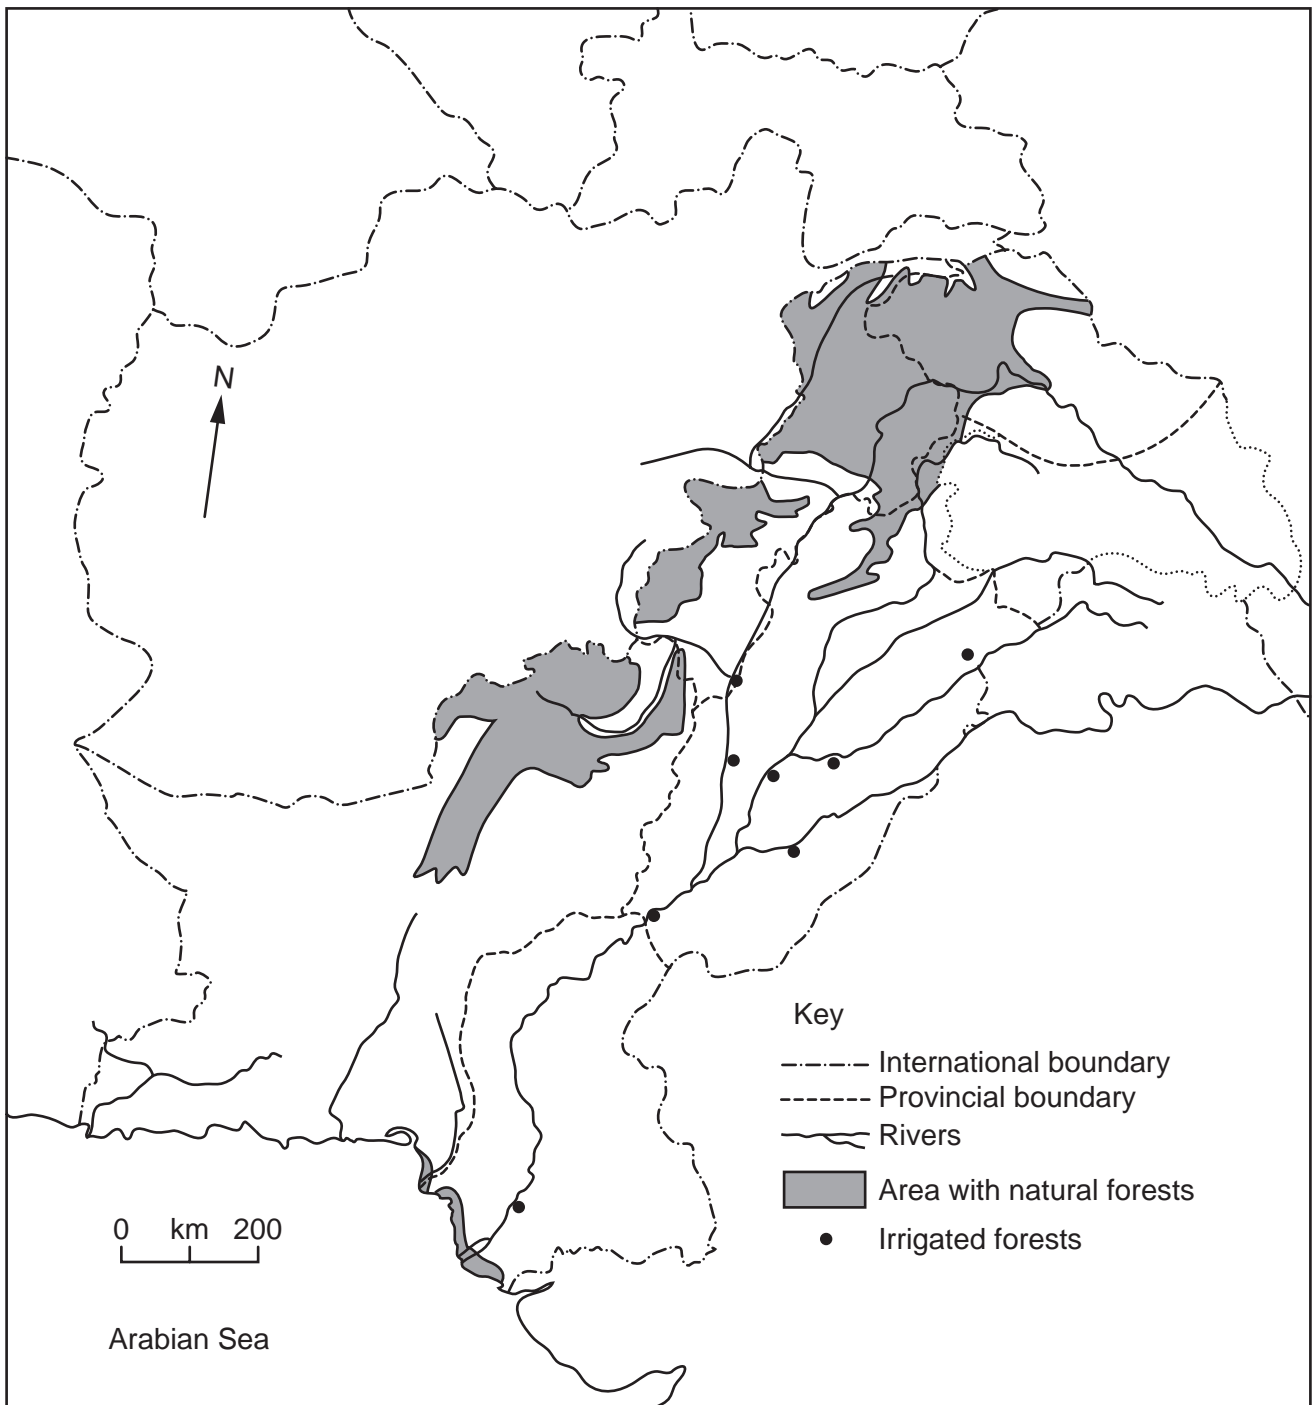 N
Key
International boundary
Provincial boundary
Rivers
Area with natural forests
Irrigated forests
0 km 200
Arabian Sea